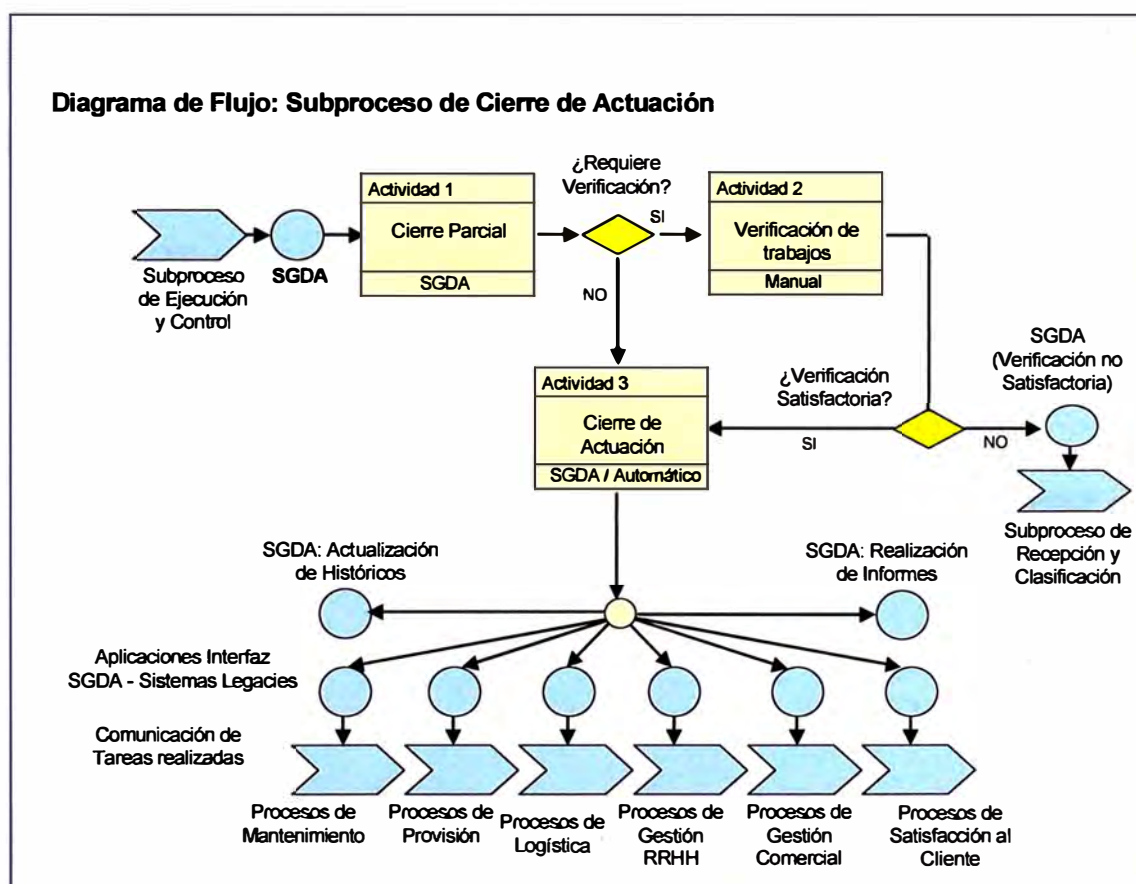 Diagrama de Flujo: Subproceso de Cierre de Actuación
¿Requiere
Verificación?
Actividad 1
Cierre Parcial
SGDA
Subproceso
de Ejecución
y Control
SGDA
SI
NO
Actividad 2
Verificación de
trabajos
Manual
Actividad 3
Cierre de
Actuación
SGDA / Automático
¿Verificación
Satisfactoria?
SI
NO
SGDA
(Verificación no
Satisfactoria)
Subproceso de
Recepción y
Clasificación
SGDA: Actualización
de Históricos
SGDA: Realización
de Informes
Aplicaciones Interfaz
SGDA - Sistemas Legacies
Comunicación de
Tareas realizadas
Procesos de
Mantenimiento
Procesos de
Provisión
Procesos de
Logística
Procesos de
Gestión
RRHH
Procesos de
Gestión
Comercial
Procesos de
Satisfacción al
Cliente